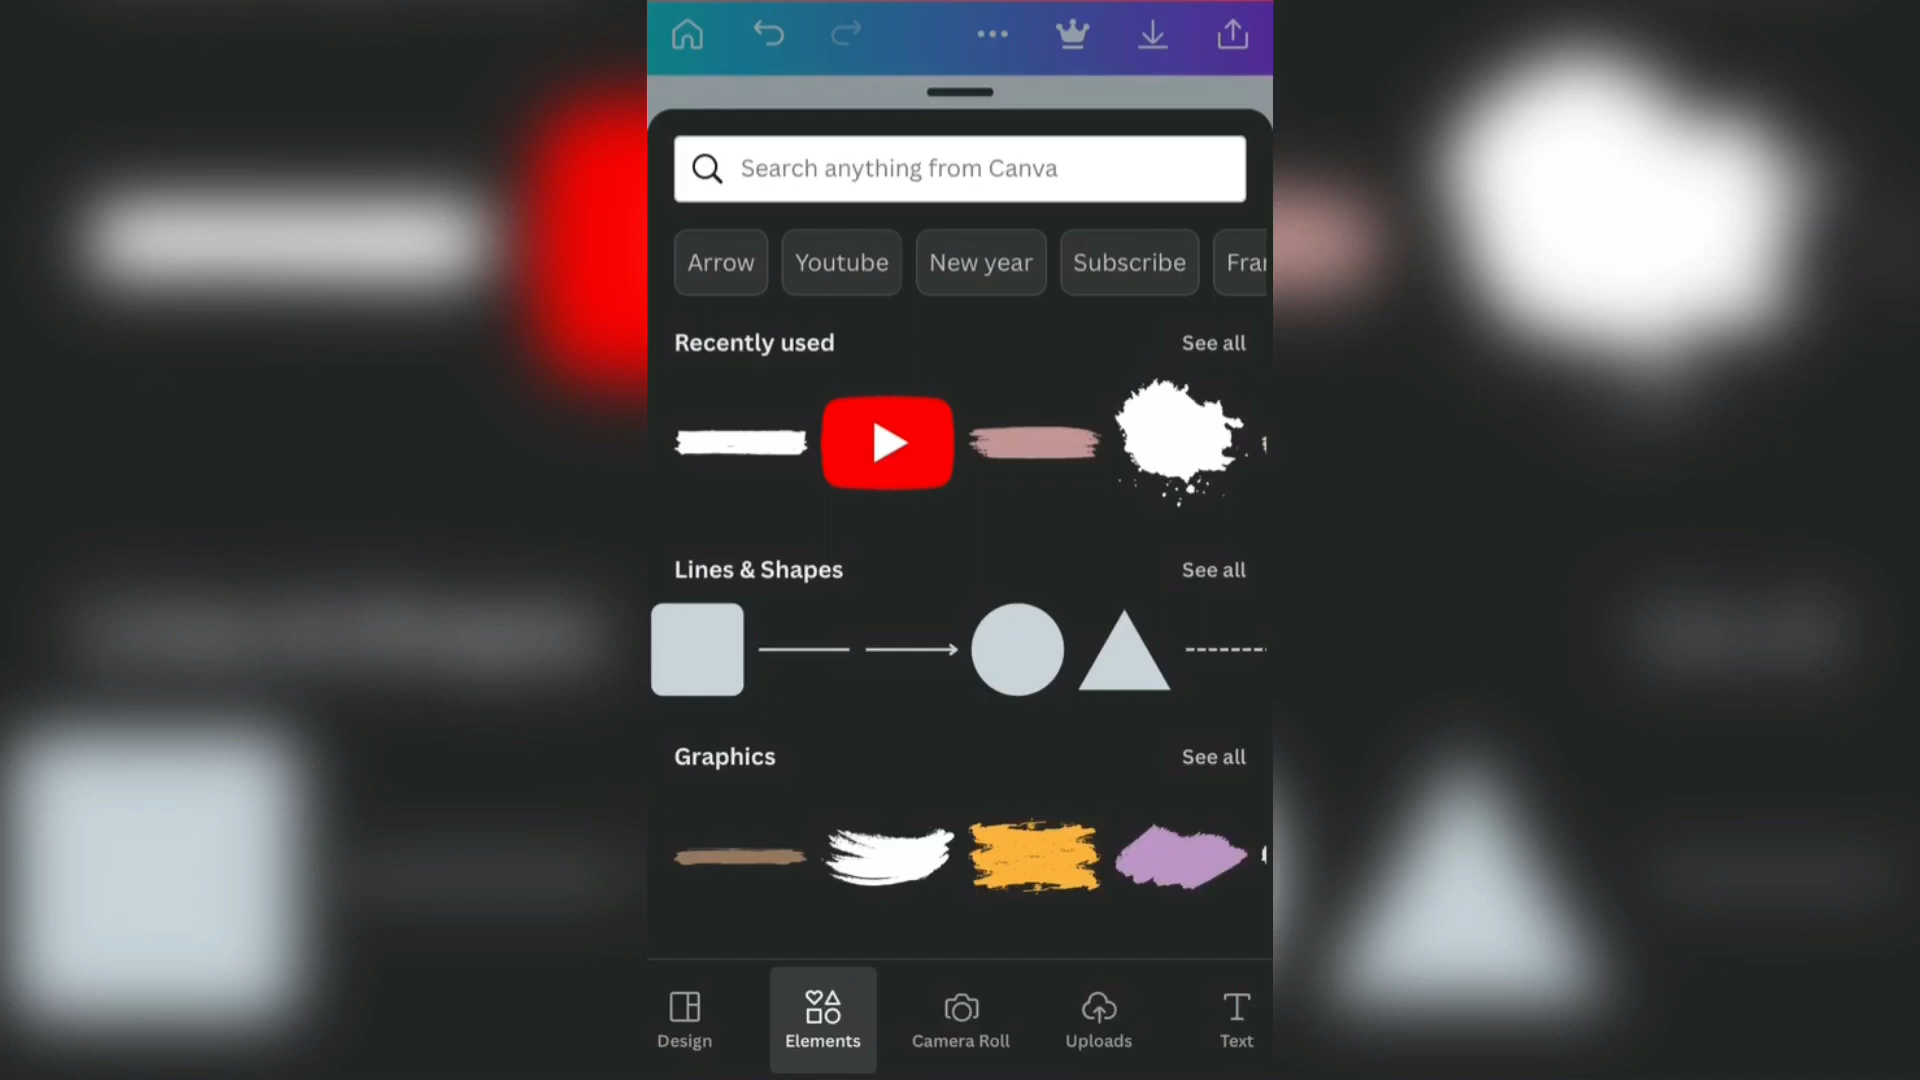 Search anything from Canva
Arrow Youtube New year Subscribe Fra
Recently used See all
Lines & Shapes See all
Graphics See all
Design Elements Camera Roll Uploads Text